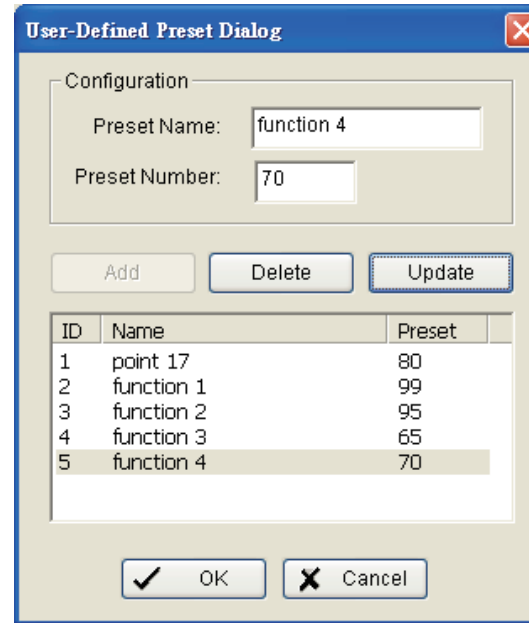 User-Defined Preset Dialog
Configuration
Preset Name: function 4
Preset Number: 70
Add Delete Update
ID Name Preset
1 point 17 80
2 function 1 99
3 function 2 95
4 function 3 65
5 function 4 70
OK Cancel